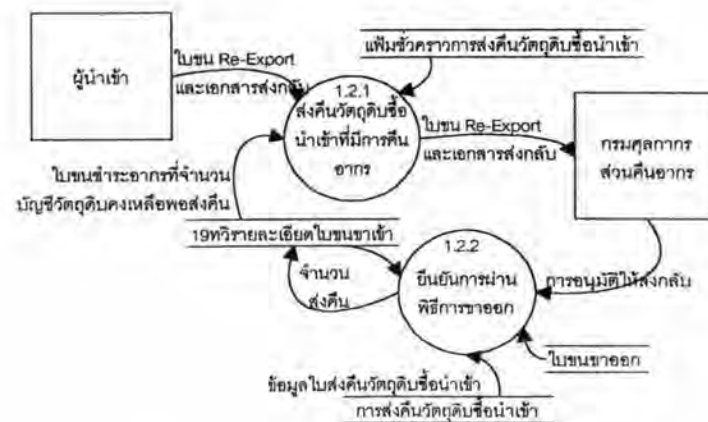 แฟ้มชั่วคราวการส่งคืนวัตถุดิบซื้อนำเข้า
ผู้นำเข้า
ใบขน Re-Export
และเอกสารส่งกลับ
1.2.1
ส่งคืนวัตถุดิบซื้อ
นำเข้าที่มีการคืน
อากร
ใบขน Re-Export
และเอกสารส่งกลับ
กรมศุลกากร
ส่วนคืนอากร
ใบขนชำระอากรที่จำนวน
บัญชีวัตถุดิบคงเหลือพอส่งคืน
19ทวิรายละเอียดใบขนขาเข้า
จำนวน
ส่งคืน
1.2.2
ยืนยันการผ่าน
พิธีการขาออก
การอนุมัติให้ส่งกลับ
ใบขนขาออก
ข้อมูลใบส่งคืนวัตถุดิบซื้อนำเข้า
การส่งคืนวัตถุดิบซื้อนำเข้า